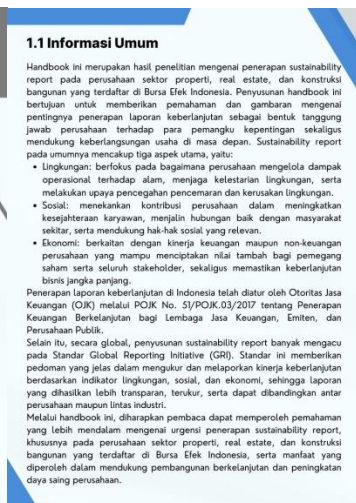 1.1 Informasi Umum
Handbook ini merupakan hasil penelitian mengenai penerapan sustainability
report pada perusahaan sektor properti, real estate, dan konstruksi
bangunan yang terdaftar di Bursa Efek Indonesia. Penyusunan handbook ini
bertujuan untuk memberikan pemahaman dan gambaran mengenai
pentingnya penerapan laporan keberlanjutan sebagai bentuk tanggung
jawab perusahaan terhadap para pemangku kepentingan sekaligus
mendukung keberlangsungan usaha di masa depan. Sustainability report
pada umumnya mencakup tiga aspek utama, yaitu:
• Lingkungan: berfokus pada bagaimana perusahaan mengelola dampak
operasional terhadap alam, menjaga kelestarian lingkungan, serta
melakukan upaya pencegahan pencemaran dan kerusakan lingkungan.
• Sosial: menekankan kontribusi perusahaan dalam meningkatkan
kesejahteraan karyawan, menjalin hubungan baik dengan masyarakat
sekitar, serta mendukung hak-hak sosial yang relevan.
• Ekonomi: berkaitan dengan kinerja keuangan maupun non-keuangan
perusahaan yang mampu menciptakan nilai tambah bagi pemegang
saham serta seluruh stakeholder, sekaligus memastikan keberlanjutan
bisnis jangka panjang.
Penerapan laporan keberlanjutan di Indonesia telah diatur oleh Otoritas Jasa
Keuangan (OJK) melalui POJK No. 51/POJK.03/2017 tentang Penerapan
Keuangan Berkelanjutan bagi Lembaga Jasa Keuangan, Emiten, dan
Perusahaan Publik.
Selain itu, secara global, penyusunan sustainability report banyak mengacu
pada Standar Global Reporting Initiative (GRI). Standar ini memberikan
pedoman yang jelas dalam mengukur dan melaporkan kinerja keberlanjutan
berdasarkan indikator lingkungan, sosial, dan ekonomi, sehingga laporan
yang dihasilkan lebih transparan, terukur, serta dapat dibandingkan antar
perusahaan maupun lintas industri.
Melalui handbook ini, diharapkan pembaca dapat memperoleh pemahaman
yang lebih mendalam mengenai urgensi penerapan sustainability report,
khususnya pada perusahaan sektor properti, real estate, dan konstruksi
bangunan yang terdaftar di Bursa Efek Indonesia, serta manfaat yang
diperoleh dalam mendukung pembangunan berkelanjutan dan peningkatan
daya saing perusahaan.